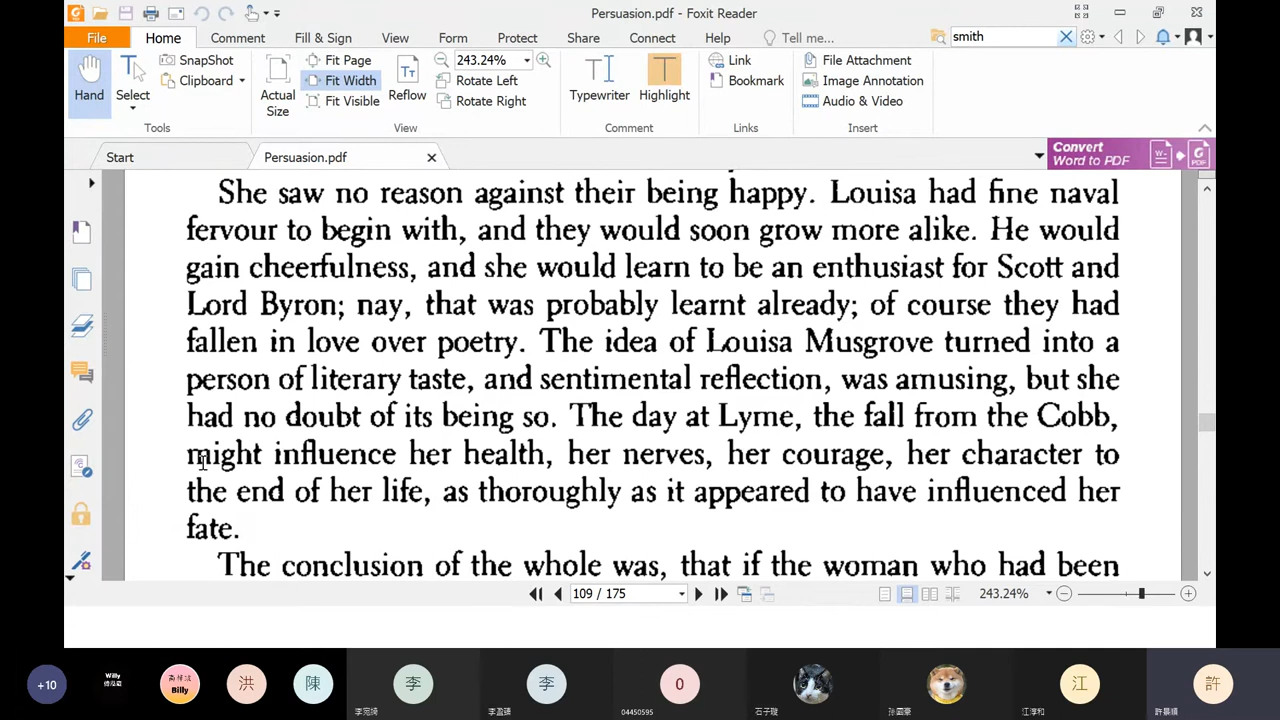 Persuasion.pdf - Foxit Reader
File Home Comment Fill & Sign View Form Protect Share Connect Help Tell me... smith
Hand Select SnapShot Clipboard Actual Size Fit Page Fit Width Fit Visible Reflow 243.24% Rotate Left Rotate Right Typewriter Highlight Link Bookmark File Attachment Image Annotation Audio & Video
Tools View Comment Links Insert
Start Persuasion.pdf Convert Word to PDF
She saw no reason against their being happy. Louisa had fine naval
fervour to begin with, and they would soon grow more alike. He would
gain cheerfulness, and she would learn to be an enthusiast for Scott and
Lord Byron; nay, that was probably learnt already; of course they had
fallen in love over poetry. The idea of Louisa Musgrove turned into a
person of literary taste, and sentimental reflection, was amusing, but she
had no doubt of its being so. The day at Lyme, the fall from the Cobb,
might influence her health, her nerves, her courage, her character to
the end of her life, as thoroughly as it appeared to have influenced her
fate.
The conclusion of the whole was, that if the woman who had been
109 / 175 243.24%
+10 Willy Billy 洪 陳 李 李 0 江 許
04450595 江淳和